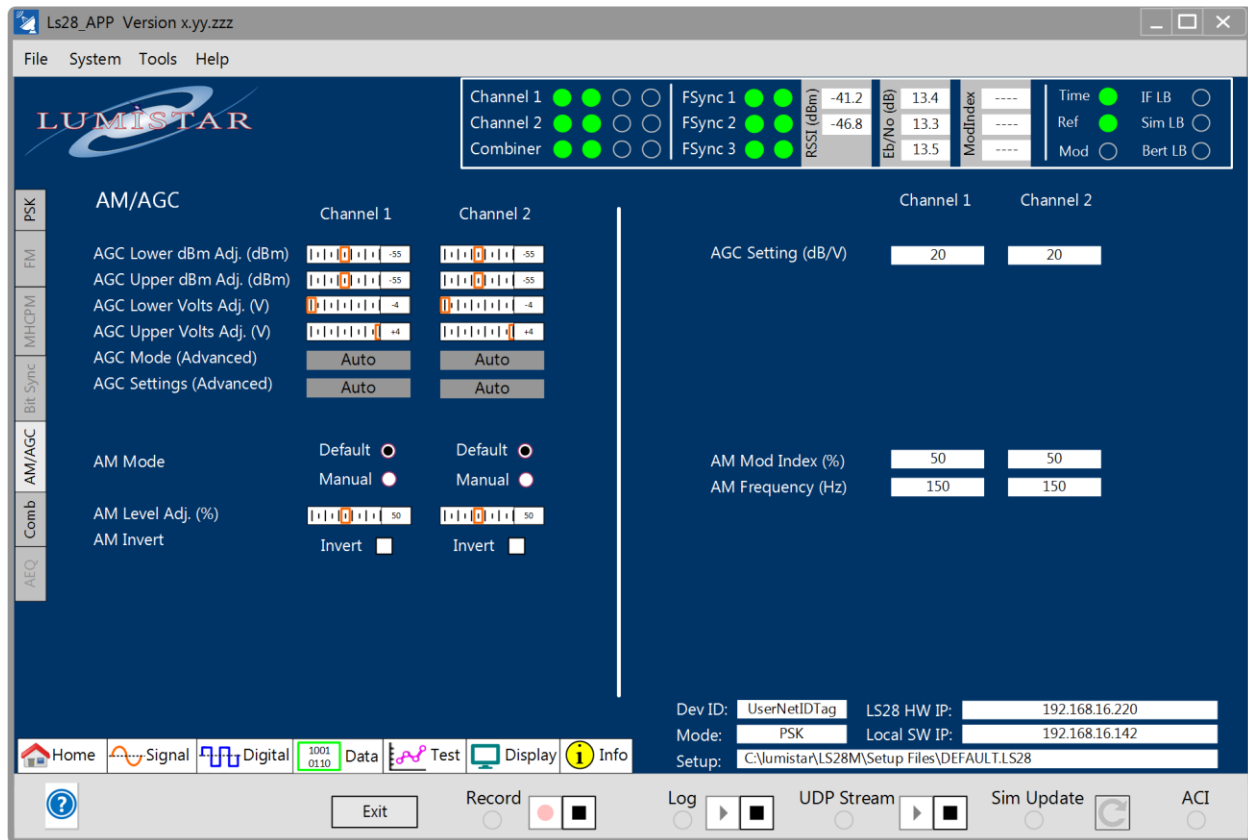 Ls28_APP Version x.yy.zzz
File System Tools Help
LUMISTAR
Channel 1 FSync 1
Channel 2 FSync 2
Combiner FSync 3
RSSI (dBm)
-41.2
-46.8
Eb/No (dB)
13.4
13.3
13.5
ModIndex
----
----
----
Time IF LB
Ref Sim LB
Mod Bert LB
PSK
FM
MHCPM
Bit Sync
AM/AGC
Comb
AEQ
AM/AGC
Channel 1 Channel 2
AGC Lower dBm Adj. (dBm) -55 -55
AGC Upper dBm Adj. (dBm) -55 -55
AGC Lower Volts Adj. (V) -4 -4
AGC Upper Volts Adj. (V) +4 +4
AGC Mode (Advanced) Auto Auto
AGC Settings (Advanced) Auto Auto
AM Mode
Default Default
Manual Manual
AM Level Adj. (%) 50 50
AM Invert Invert Invert
Channel 1 Channel 2
AGC Setting (dB/V) 20 20
AM Mod Index (%) 50 50
AM Frequency (Hz) 150 150
Dev ID: UserNetIDTag LS28 HW IP: 192.168.16.220
Mode: PSK Local SW IP: 192.168.16.142
Setup: C:\lumistar\LS28M\Setup Files\DEFAULT.LS28
Home Signal Digital 1001 0110 Data Test Display i Info
? Exit Record Log UDP Stream Sim Update ACI